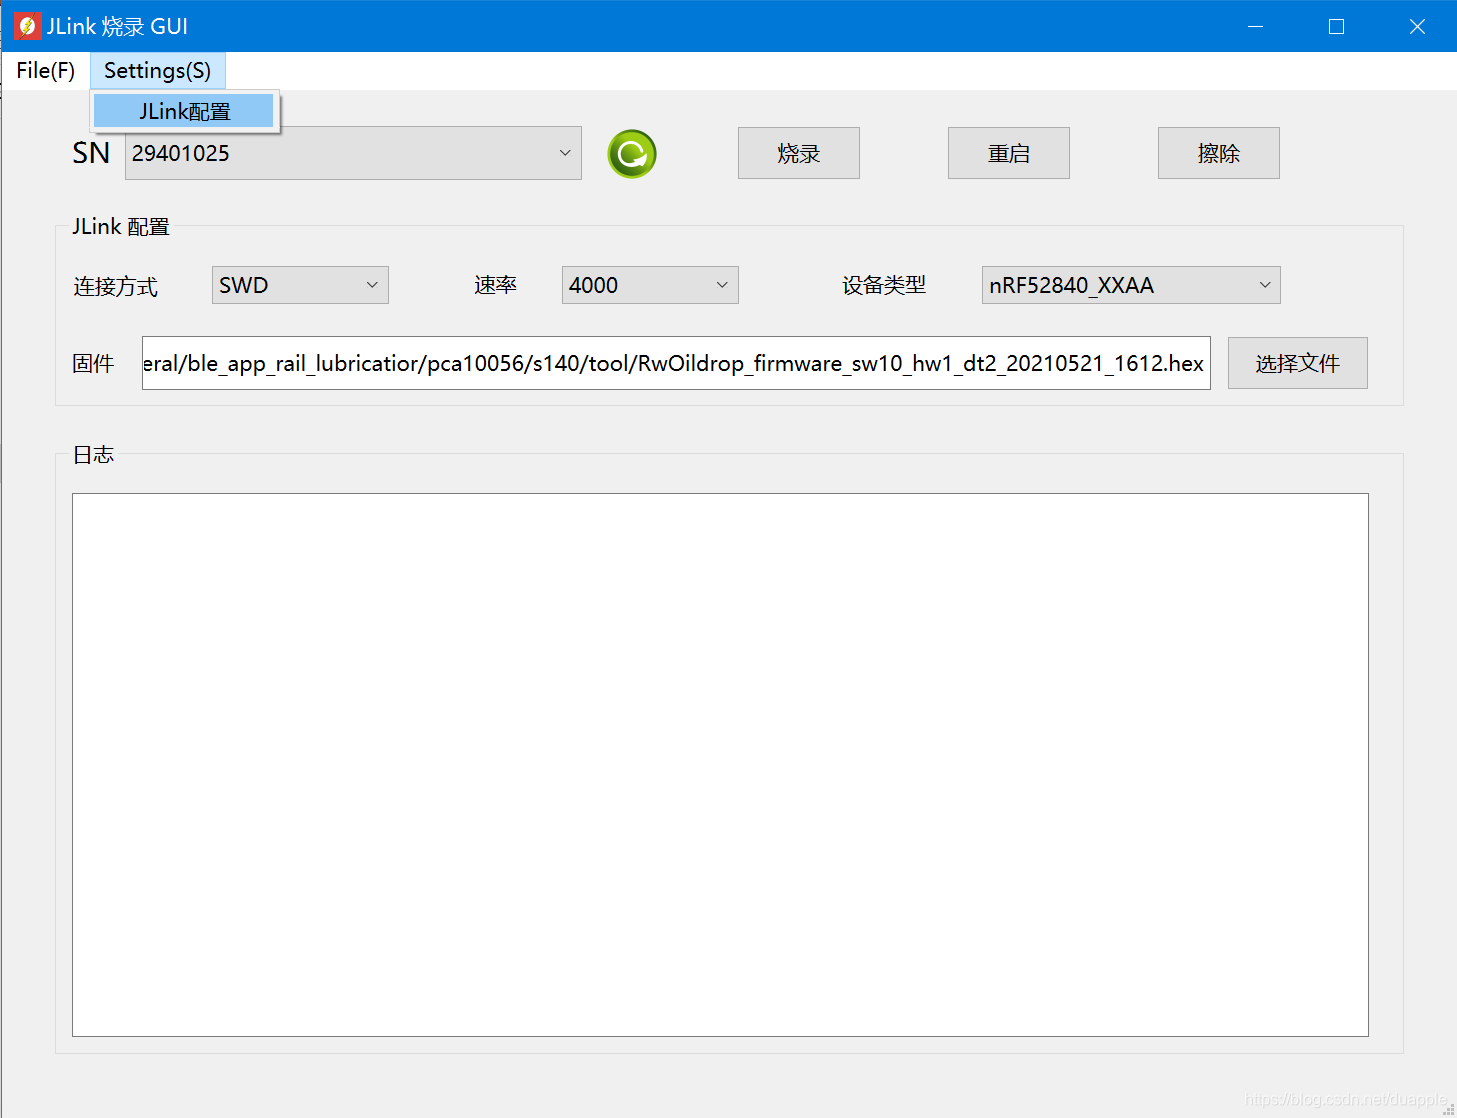 JLink 烧录 GUI
File(F) Settings(S)
JLink配置
SN 29401025 烧录 重启 擦除
JLink 配置
连接方式 SWD 速率 4000 设备类型 nRF52840_XXAA
固件 eral/ble_app_rail_lubricatior/pca10056/s140/tool/RwOildrop_firmware_sw10_hw1_dt2_20210521_1612.hex 选择文件
日志
https://blog.csdn.net/duapple